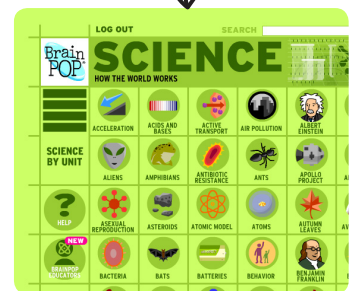 LOG OUT
SEARCH
Brain
POP
SCIENCE
HOW THE WORLD WORKS
ACCELERATION
ACIDS AND
BASES
ACTIVE
TRANSPORT
AIR POLLUTION
ALBERT
EINSTEIN
SCIENCE
BY UNIT
ALIENS
AMPHIBIANS
ANTIBIOTIC
RESISTANCE
ANTS
APOLLO
PROJECT
HELP
ASEXUAL
REPRODUCTION
ASTEROIDS
ATOMIC MODEL
ATOMS
AUTUMN
LEAVES
NEW
BRAINPOP
EDUCATORS
BACTERIA
BATS
BATTERIES
BEHAVIOR
BENJAMIN
FRANKLIN